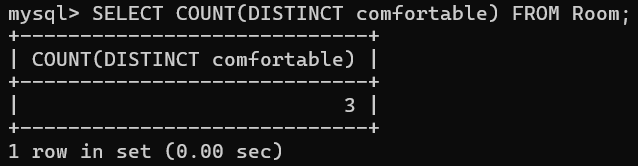 mysql> SELECT COUNT(DISTINCT comfortable) FROM Room;
+-----------------------------+
| COUNT(DISTINCT comfortable) |
+-----------------------------+
|                           3 |
+-----------------------------+
1 row in set (0.00 sec)